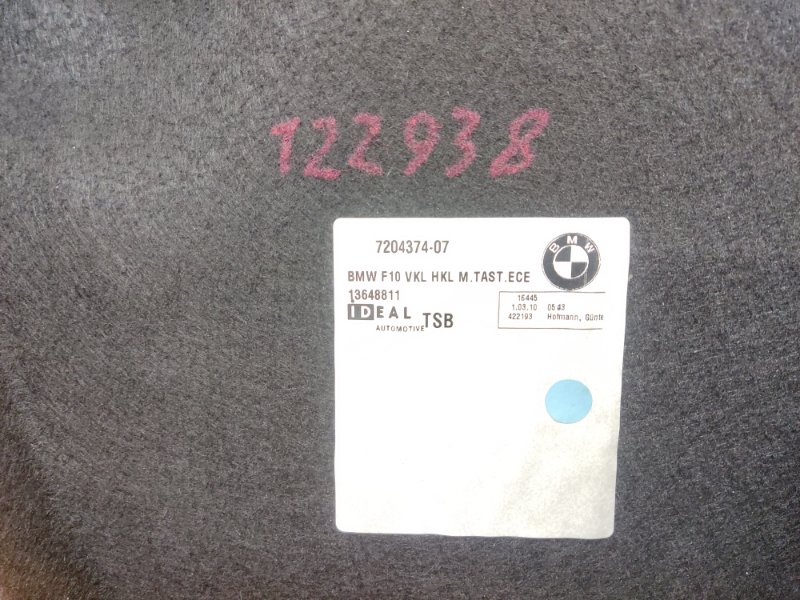 122938
7204374-07
BMW
BMW F10 VKL HKL M.TAST.ECE
13648811
IDEAL
AUTOMOTIVE TSB
16445
1.03.10 05:43
422193 Hofmann, Günte